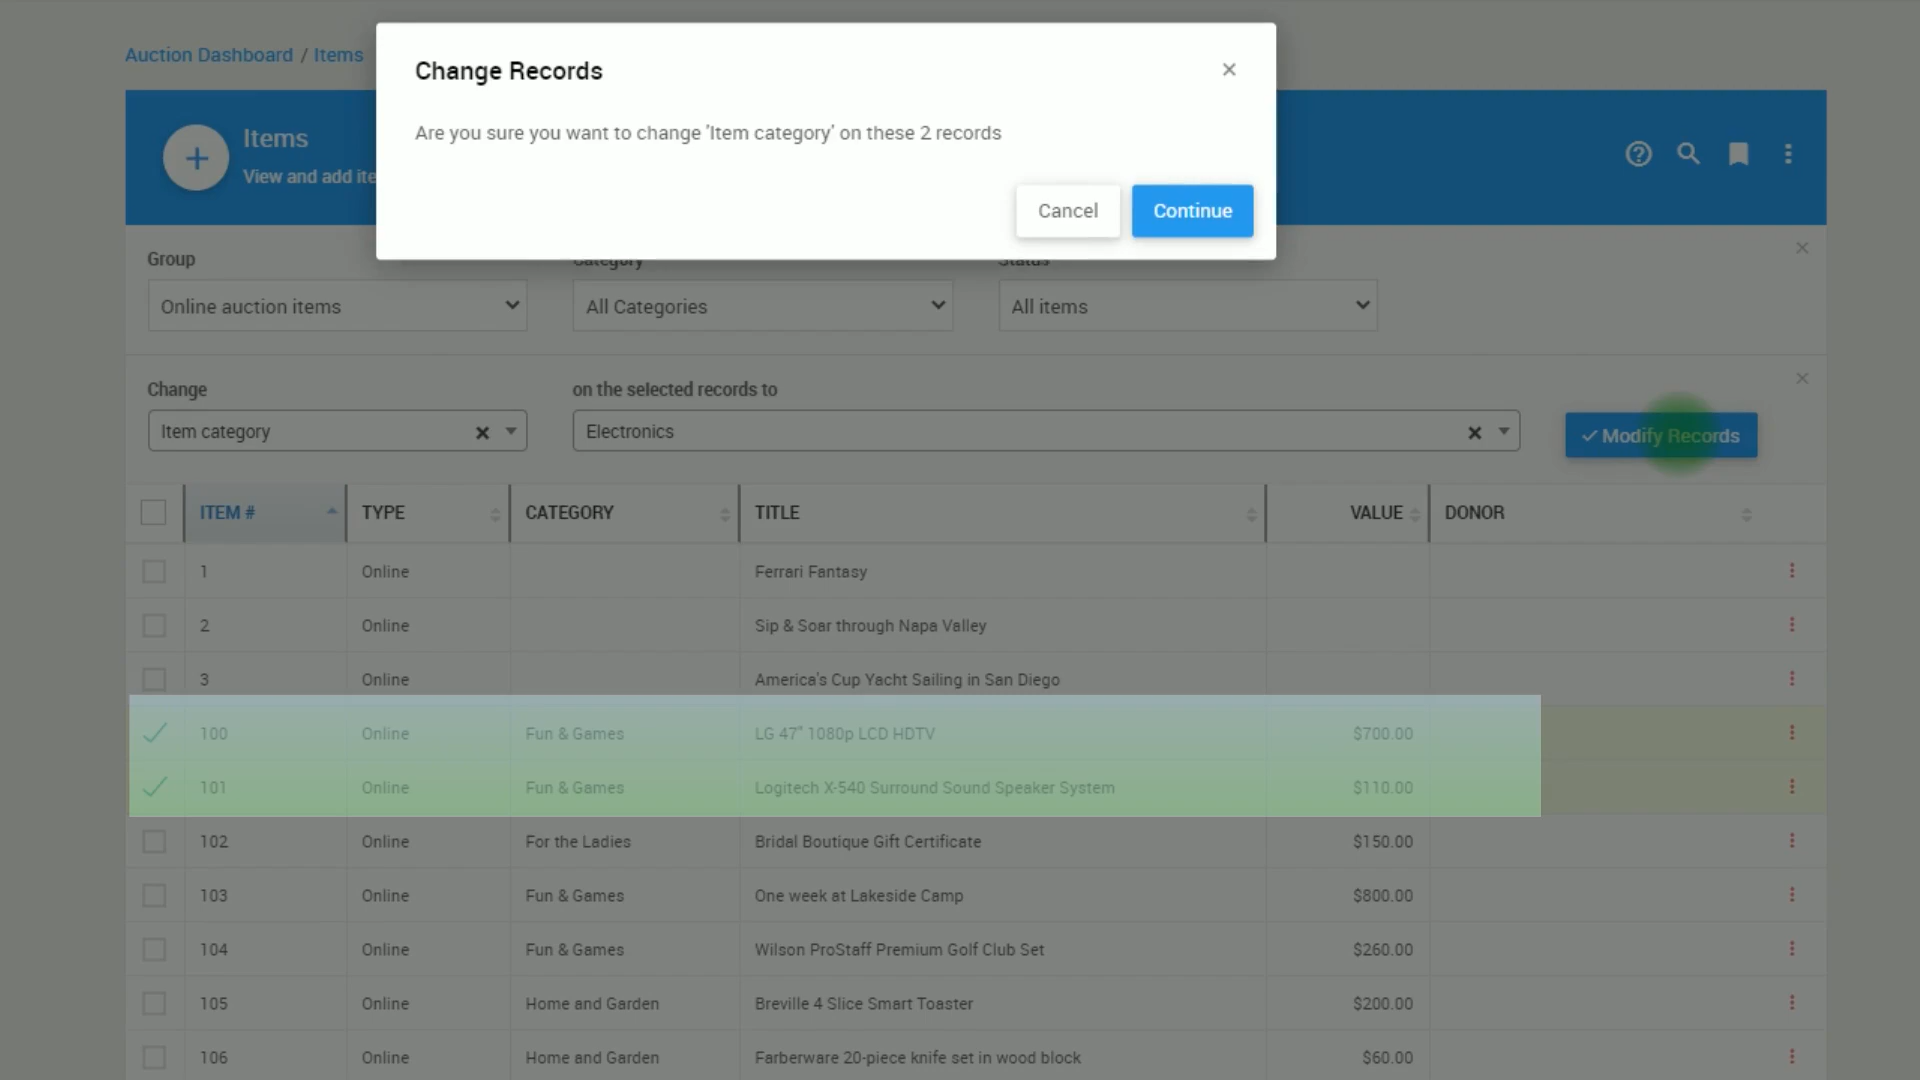 Auction Dashboard / Items
Change Records
Are you sure you want to change 'Item category' on these 2 records
Cancel
Continue
Items
View and add ite
Group
Category
Status
Online auction items
All Categories
All items
Change
on the selected records to
Item category
Electronics
Modify Records
ITEM # TYPE CATEGORY TITLE VALUE DONOR
1 Online Ferrari Fantasy
2 Online Sip & Soar through Napa Valley
3 Online America's Cup Yacht Sailing in San Diego
100 Online Fun & Games LG 47" 1080p LCD HDTV $700.00
101 Online Fun & Games Logitech X-540 Surround Sound Speaker System $110.00
102 Online For the Ladies Bridal Boutique Gift Certificate $150.00
103 Online Fun & Games One week at Lakeside Camp $800.00
104 Online Fun & Games Wilson ProStaff Premium Golf Club Set $260.00
105 Online Home and Garden Breville 4 Slice Smart Toaster $200.00
106 Online Home and Garden Farberware 20-piece knife set in wood block $60.00